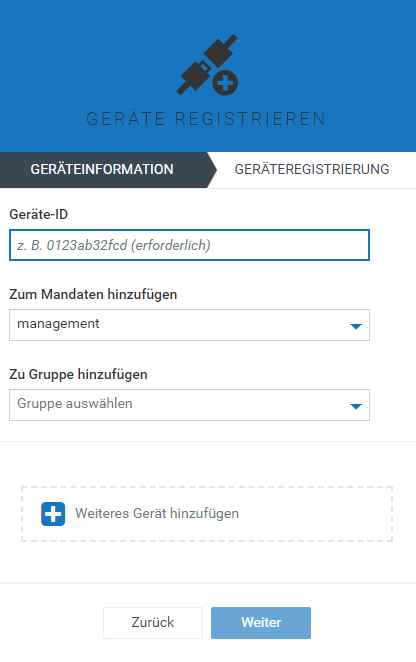 GERÄTE REGISTRIEREN
GERÄTEINFORMATION
GERÄTEREGISTRIERUNG
Geräte-ID
z. B. 0123ab32fcd (erforderlich)
Zum Mandaten hinzufügen
management
Zu Gruppe hinzufügen
Gruppe auswählen
Weiteres Gerät hinzufügen
Zurück
Weiter